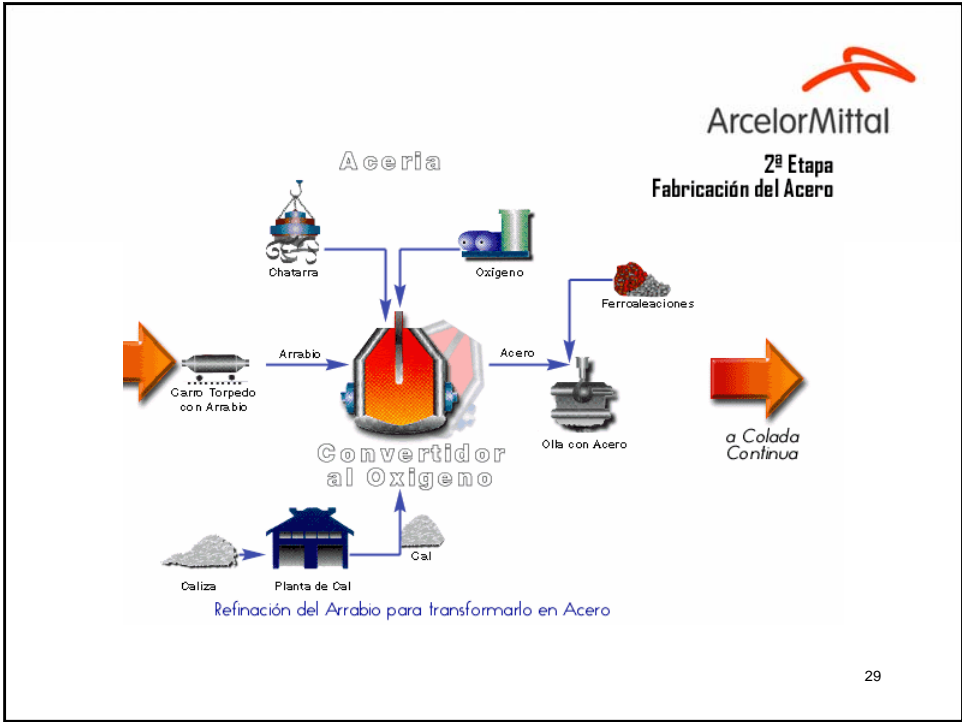 ArcelorMittal
2ª Etapa
Fabricación del Acero
Aceria
Chatarra
Oxigeno
Ferroaleaciones
Arrabio
Acero
Carro Torpedo
con Arrabio
Olla con Acero
a Colada
Continua
Convertidor
al Oxigeno
Cal
Caliza
Planta de Cal
Refinación del Arrabio para transformarlo en Acero
29